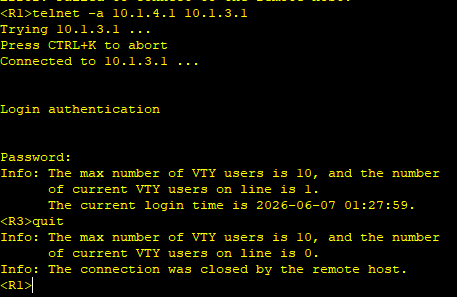 <R1>telnet -a 10.1.4.1 10.1.3.1
Trying 10.1.3.1 ...
Press CTRL+K to abort
Connected to 10.1.3.1 ...
Login authentication
Password:
Info: The max number of VTY users is 10, and the number
of current VTY users on line is 1.
The current login time is 2026-06-07 01:27:59.
<R3>quit
Info: The max number of VTY users is 10, and the number
of current VTY users on line is 0.
Info: The connection was closed by the remote host.
<R1>